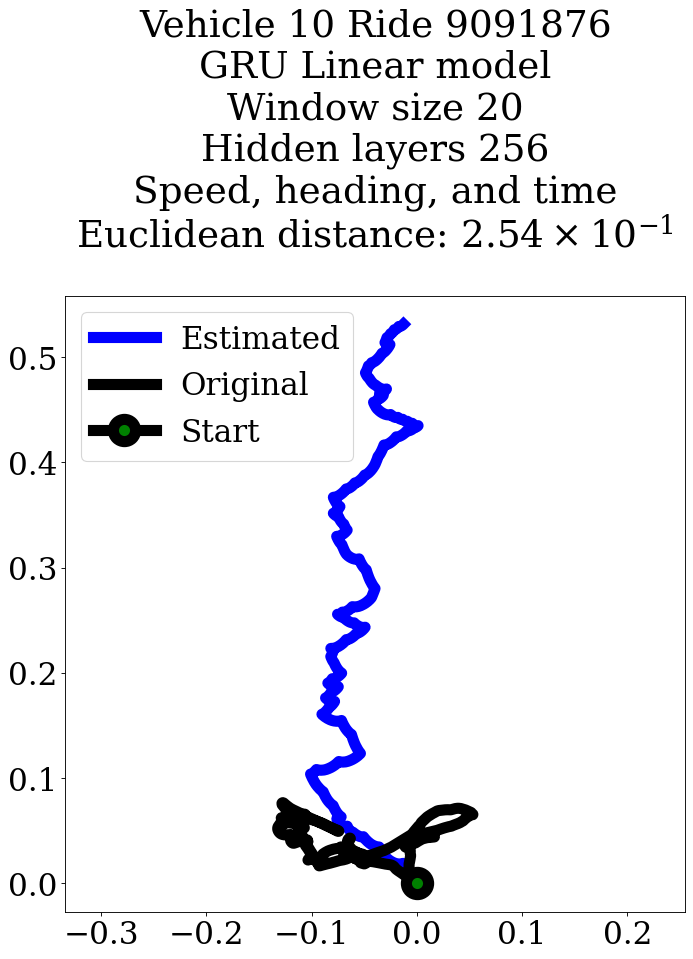 Vehicle 10 Ride 9091876
GRU Linear model
Window size 20
Hidden layers 256
Speed, heading, and time
Euclidean distance: 2.54 × 10⁻¹
Estimated
Original
Start
0.5
0.4
0.3
0.2
0.1
0.0
−0.3 −0.2 −0.1 0.0 0.1 0.2